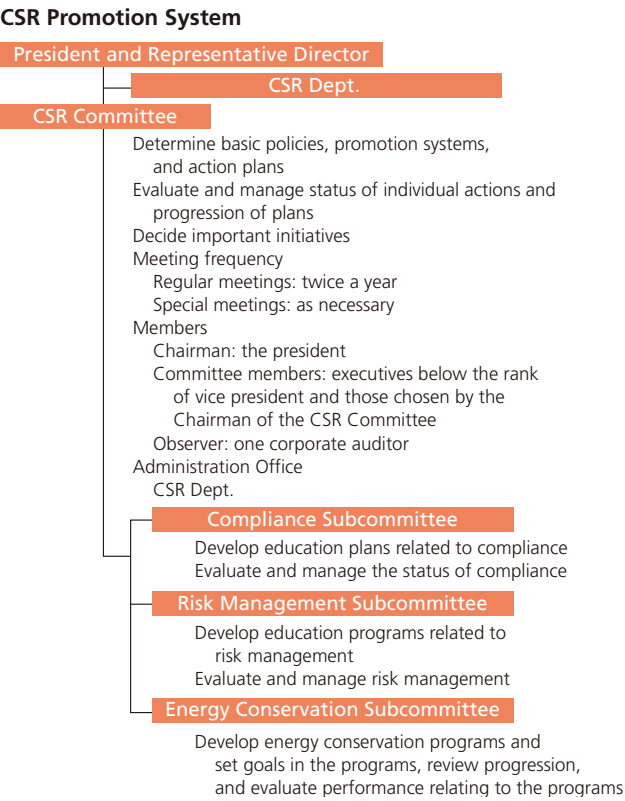 CSR Promotion System
President and Representative Director
CSR Dept.
CSR Committee
Determine basic policies, promotion systems,
and action plans
Evaluate and manage status of individual actions and
progression of plans
Decide important initiatives
Meeting frequency
Regular meetings: twice a year
Special meetings: as necessary
Members
Chairman: the president
Committee members: executives below the rank
of vice president and those chosen by the
Chairman of the CSR Committee
Observer: one corporate auditor
Administration Office
CSR Dept.
Compliance Subcommittee
Develop education plans related to compliance
Evaluate and manage the status of compliance
Risk Management Subcommittee
Develop education programs related to
risk management
Evaluate and manage risk management
Energy Conservation Subcommittee
Develop energy conservation programs and
set goals in the programs, review progression,
and evaluate performance relating to the programs